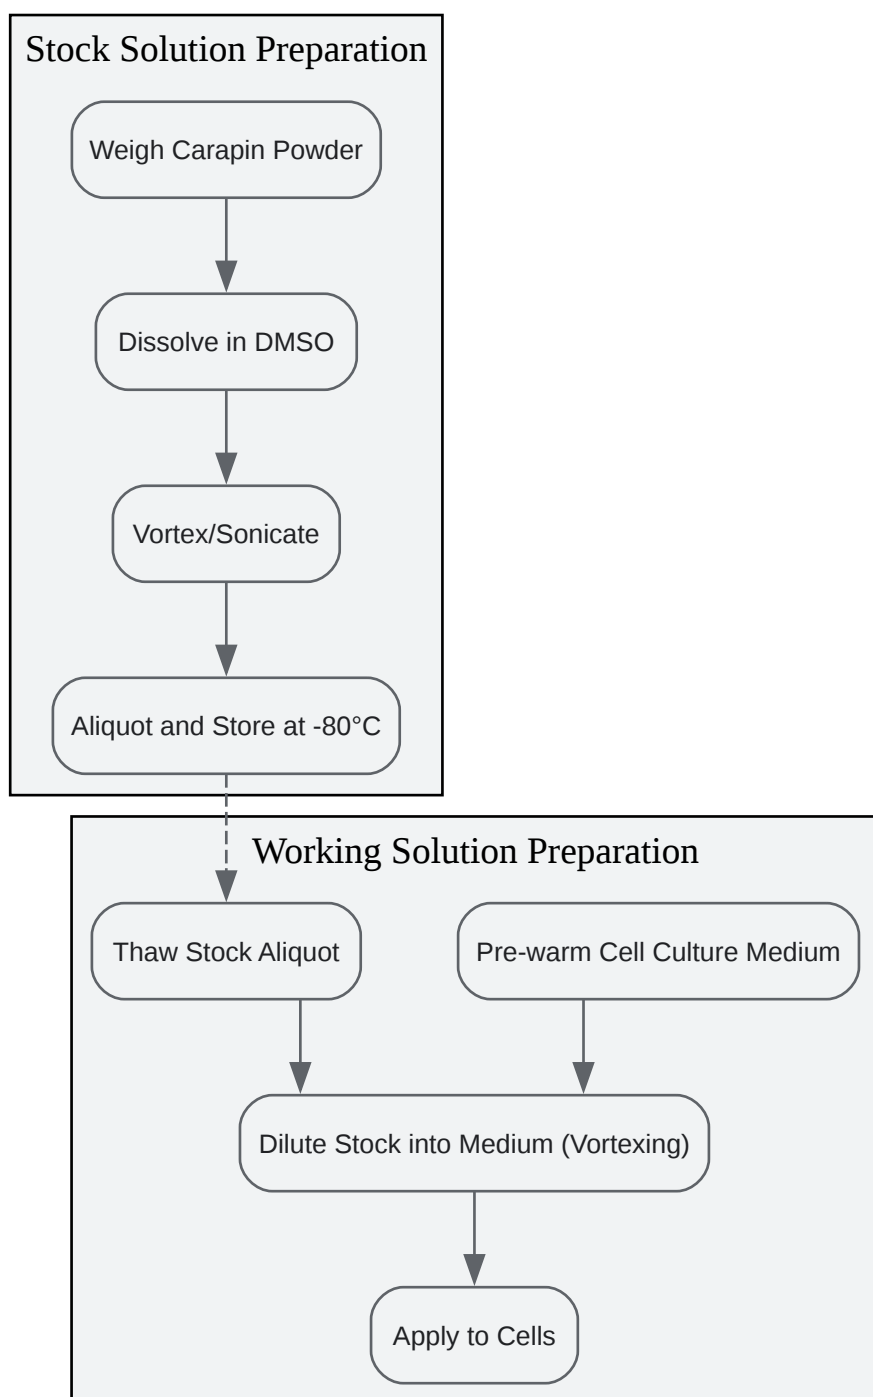 Stock Solution Preparation
Weigh Carapin Powder
Dissolve in DMSO
Vortex/Sonicate
Aliquot and Store at -80°C
Working Solution Preparation
Thaw Stock Aliquot
Pre-warm Cell Culture Medium
Dilute Stock into Medium (Vortexing)
Apply to Cells